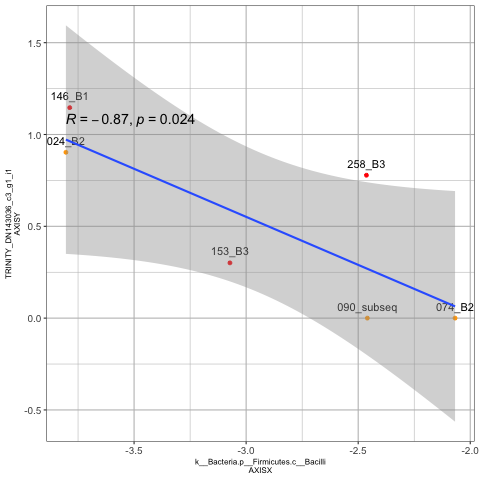 1.5
1.0
0.5
0.0
-0.5
146_B1
R = −0.87, p = 0.024
024_B2
258_B3
153_B3
090_subseq
074_B2
-3.5
-3.0
-2.5
-2.0
k__Bacteria.p__Firmicutes.c__Bacilli
AXISX
TRINITY_DN143036_c3_g1_i1
AXISY